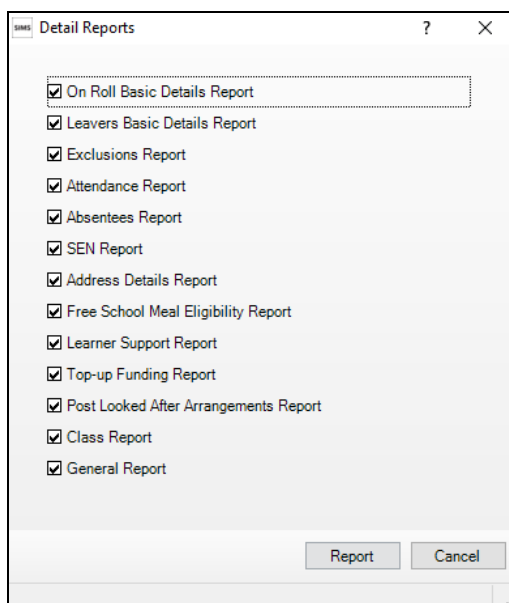 SIMS Detail Reports ? X
On Roll Basic Details Report
Leavers Basic Details Report
Exclusions Report
Attendance Report
Absentees Report
SEN Report
Address Details Report
Free School Meal Eligibility Report
Learner Support Report
Top-up Funding Report
Post Looked After Arrangements Report
Class Report
General Report
Report Cancel